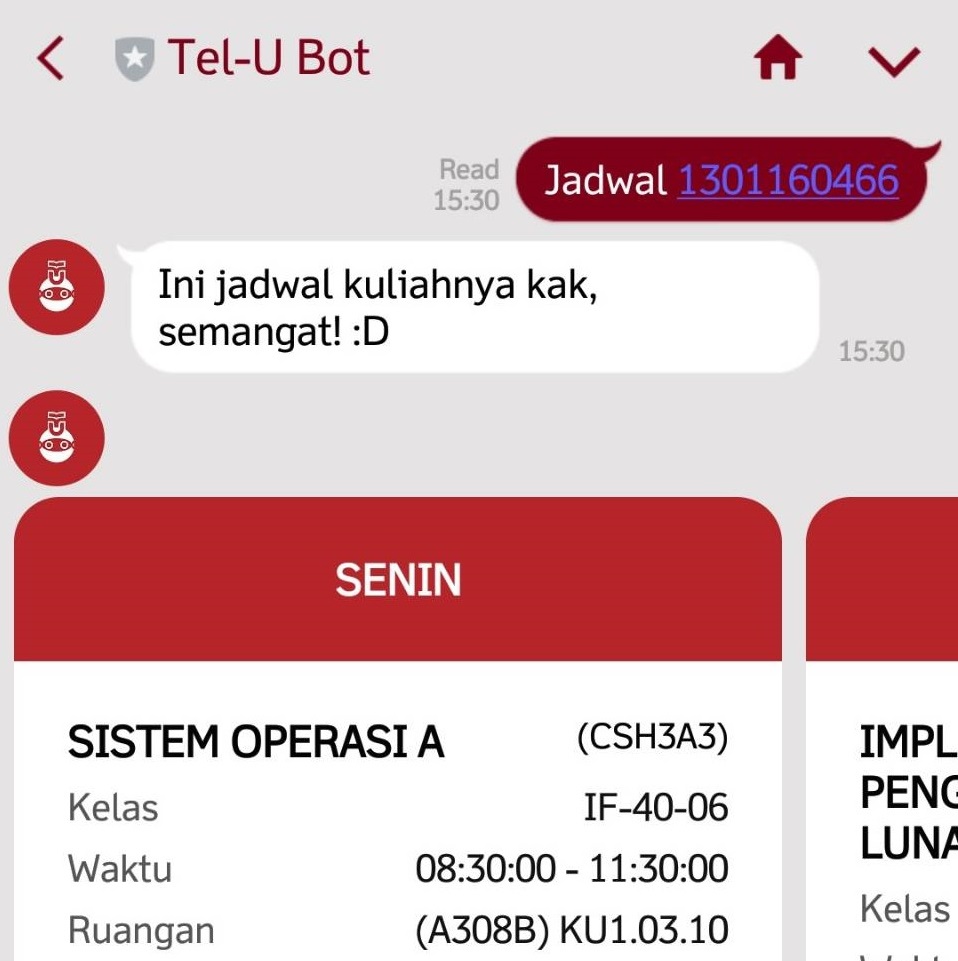 Tel-U Bot
Read
15:30
Jadwal 1301160466
Ini jadwal kuliahnya kak,
semangat! :D
15:30
SENIN
SISTEM OPERASI A (CSH3A3)
Kelas IF-40-06
Waktu 08:30:00 - 11:30:00
Ruangan (A308B) KU1.03.10
IMPL
PENG
LUNA
Kelas